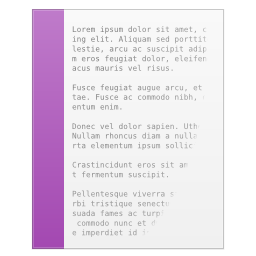 Lorem ipsum dolor sit amet, c
ing elit. Aliquam sed porttit
lestie, arcu ac suscipit adip
m eros feugiat dolor, eleifen
acus mauris vel risus.
Fusce feugiat augue arcu, et
tae. Fusce ac commodo nibh,
entum enim.
Donec vel dolor sapien. Ut
Nullam rhoncus diam a nulla
rta elementum ipsum sollic
Crastincidunt eros sit am
t fermentum suscipit.
Pellentesque viverra s
rbi tristique senectu
suada fames ac turp
commodo nunc et
e imperdiet id